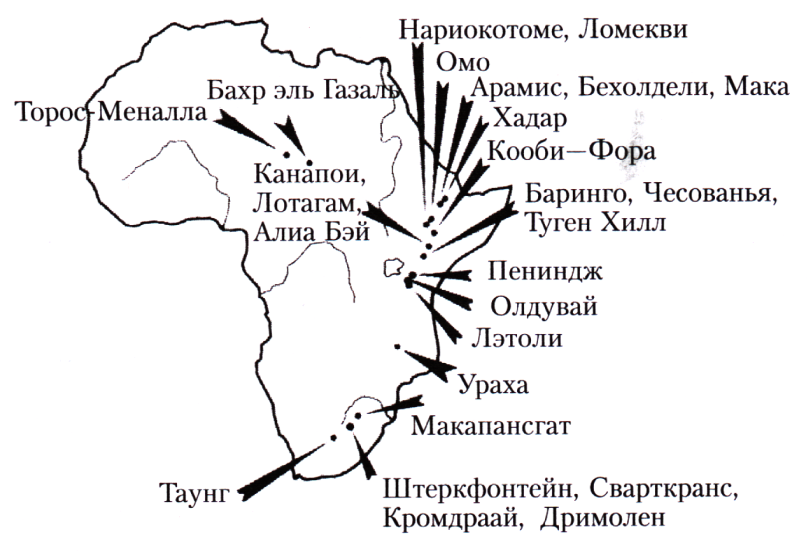 Нариокотоме, Ломекви
Омо
Бахр эль Газаль
Арамис, Бехолдели, Мака
Торос-Меналла
Хадар
Кооби—Фора
Канапои,
Лотагам,
Алиа Бэй
Баринго, Чесованья,
Туген Хилл
Пениндж
Олдувай
Лэтоли
Ураха
Макапансгат
Таунг
Штеркфонтейн, Сварткранс,
Кромдраай, Дримолен